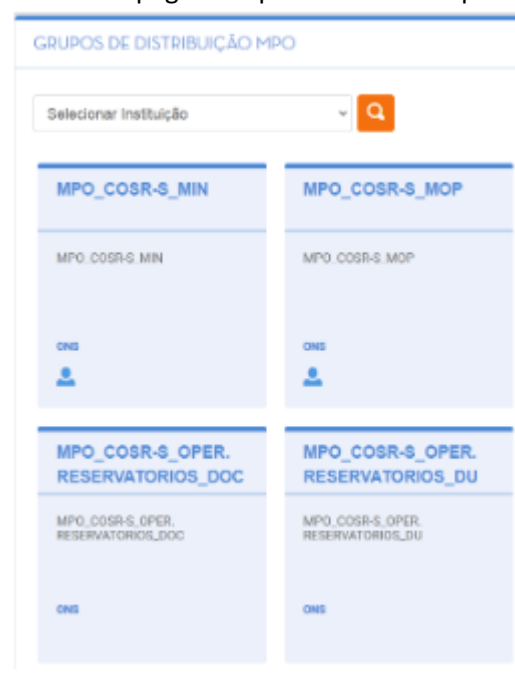 GRUPOS DE DISTRIBUIÇÃO MPO
Selecionar Instituição
MPO_COSR-S_MIN
MPO_COSR-S_MOP
MPO_COSR-S_MIN
MPO_COSR-S_MOP
ONS
ONS
MPO_COSR-S_OPER.
RESERVATORIOS_DOC
MPO_COSR-S_OPER.
RESERVATORIOS_DU
MPO_COSR-S_OPER.
RESERVATORIOS_DOC
MPO_COSR-S_OPER.
RESERVATORIOS_DU
ONS
ONS